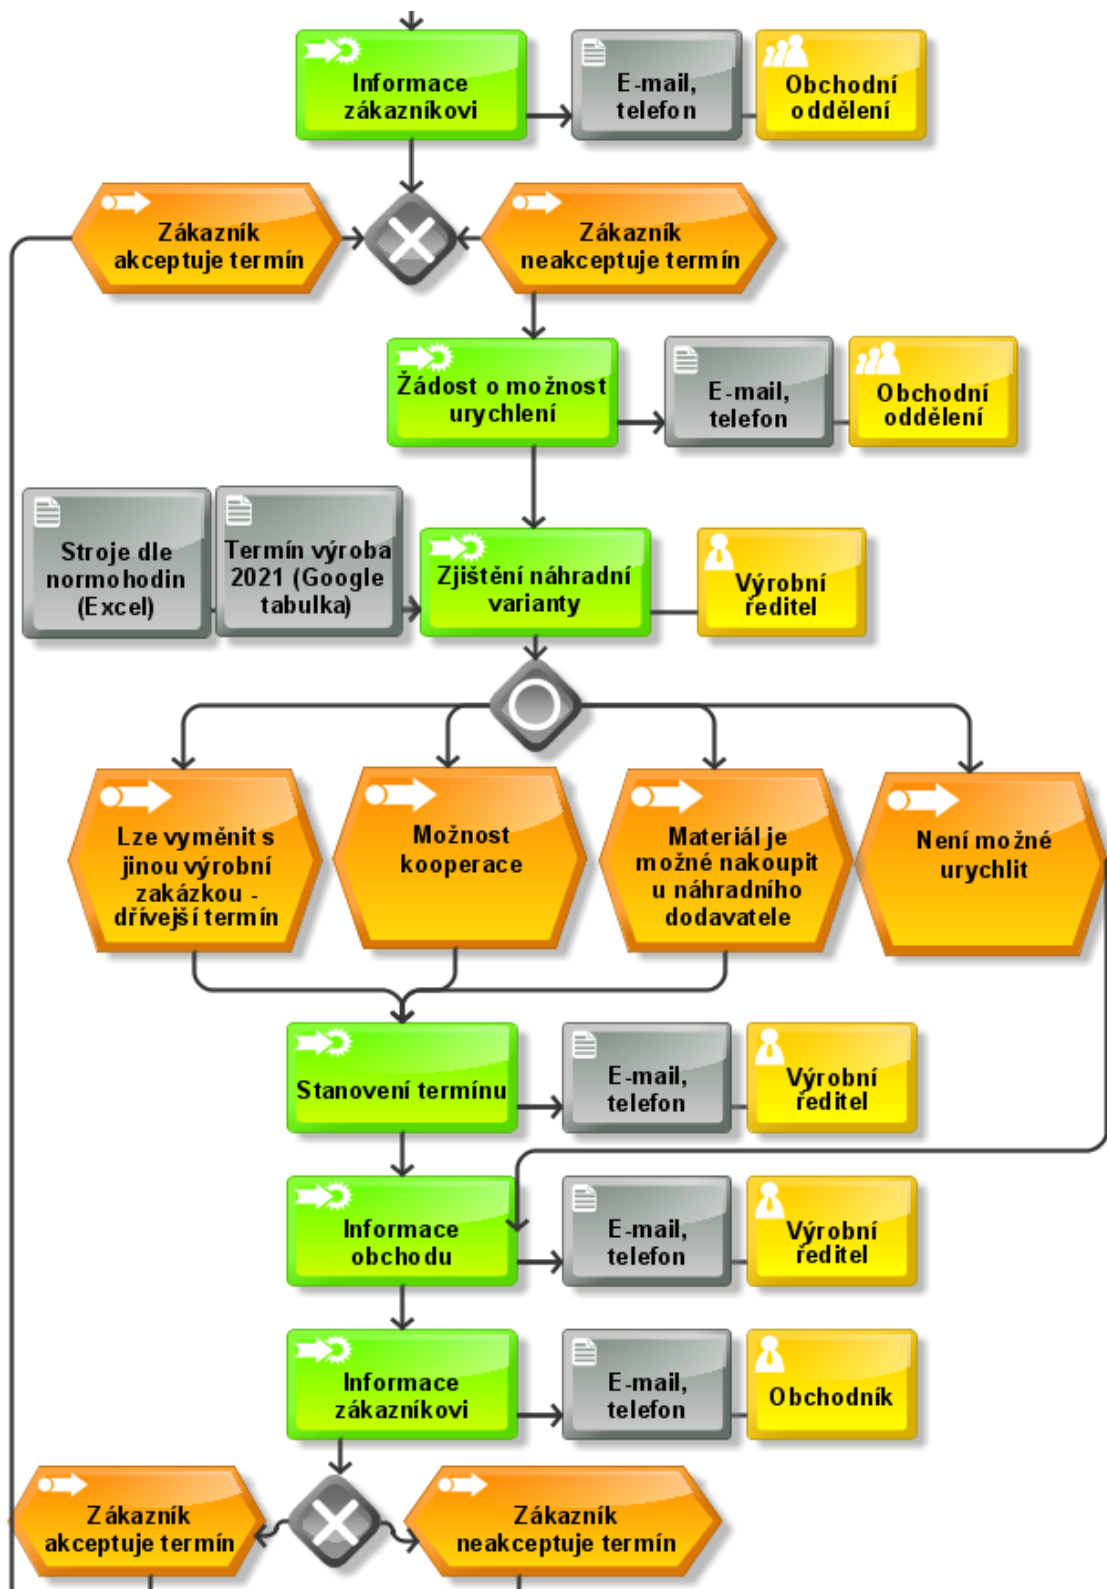 Informace
zákazníkovi
E-mail,
telefon
Obchodní
oddělení
Zákazník
akceptuje termín
Zákazník
neakceptuje termín
Žádost o možnost
urychlení
E-mail,
telefon
Obchodní
oddělení
Stroje dle
normohodin
(Excel)
Termín výroba
2021 (Google
tabulka)
Zjištění náhradní
varianty
Výrobní
ředitel
Lze vyměnit s
jinou výrobní
zakázkou -
dřívejší termín
Možnost
kooperace
Materiál je
možné nakoupit
u náhradního
dodavatele
Není možné
urychlit
Stanovení termínu
E-mail,
telefon
Výrobní
ředitel
Informace
obchodu
E-mail,
telefon
Výrobní
ředitel
Informace
zákazníkovi
E-mail,
telefon
Obchodník
Zákazník
akceptuje termín
Zákazník
neakceptuje termín